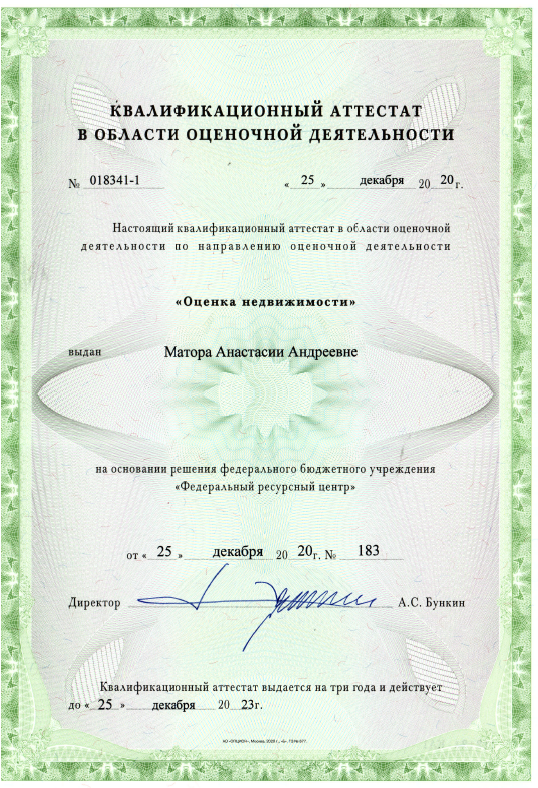 КВАЛИФИКАЦИОННЫЙ АТТЕСТАТ
В ОБЛАСТИ ОЦЕНОЧНОЙ ДЕЯТЕЛЬНОСТИ
№ 018341-1 « 25 » декабря 20 20 г.
Настоящий квалификационный аттестат в области оценочной
деятельности по направлению оценочной деятельности
«Оценка недвижимости»
выдан Матора Анастасии Андреевне
на основании решения федерального бюджетного учреждения
«Федеральный ресурсный центр»
от « 25 » декабря 20 20г. № 183
Директор А.С. Бункин
Квалификационный аттестат выдается на три года и действует
до « 25 » декабря 20 23г.